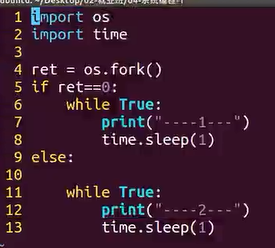 1 import os
2 import time
3
4 ret = os.fork()
5 if ret==0:
6     while True:
7         print("----1---")
8         time.sleep(1)
9 else:
10
11     while True:
12         print("----2---")
13         time.sleep(1)
~